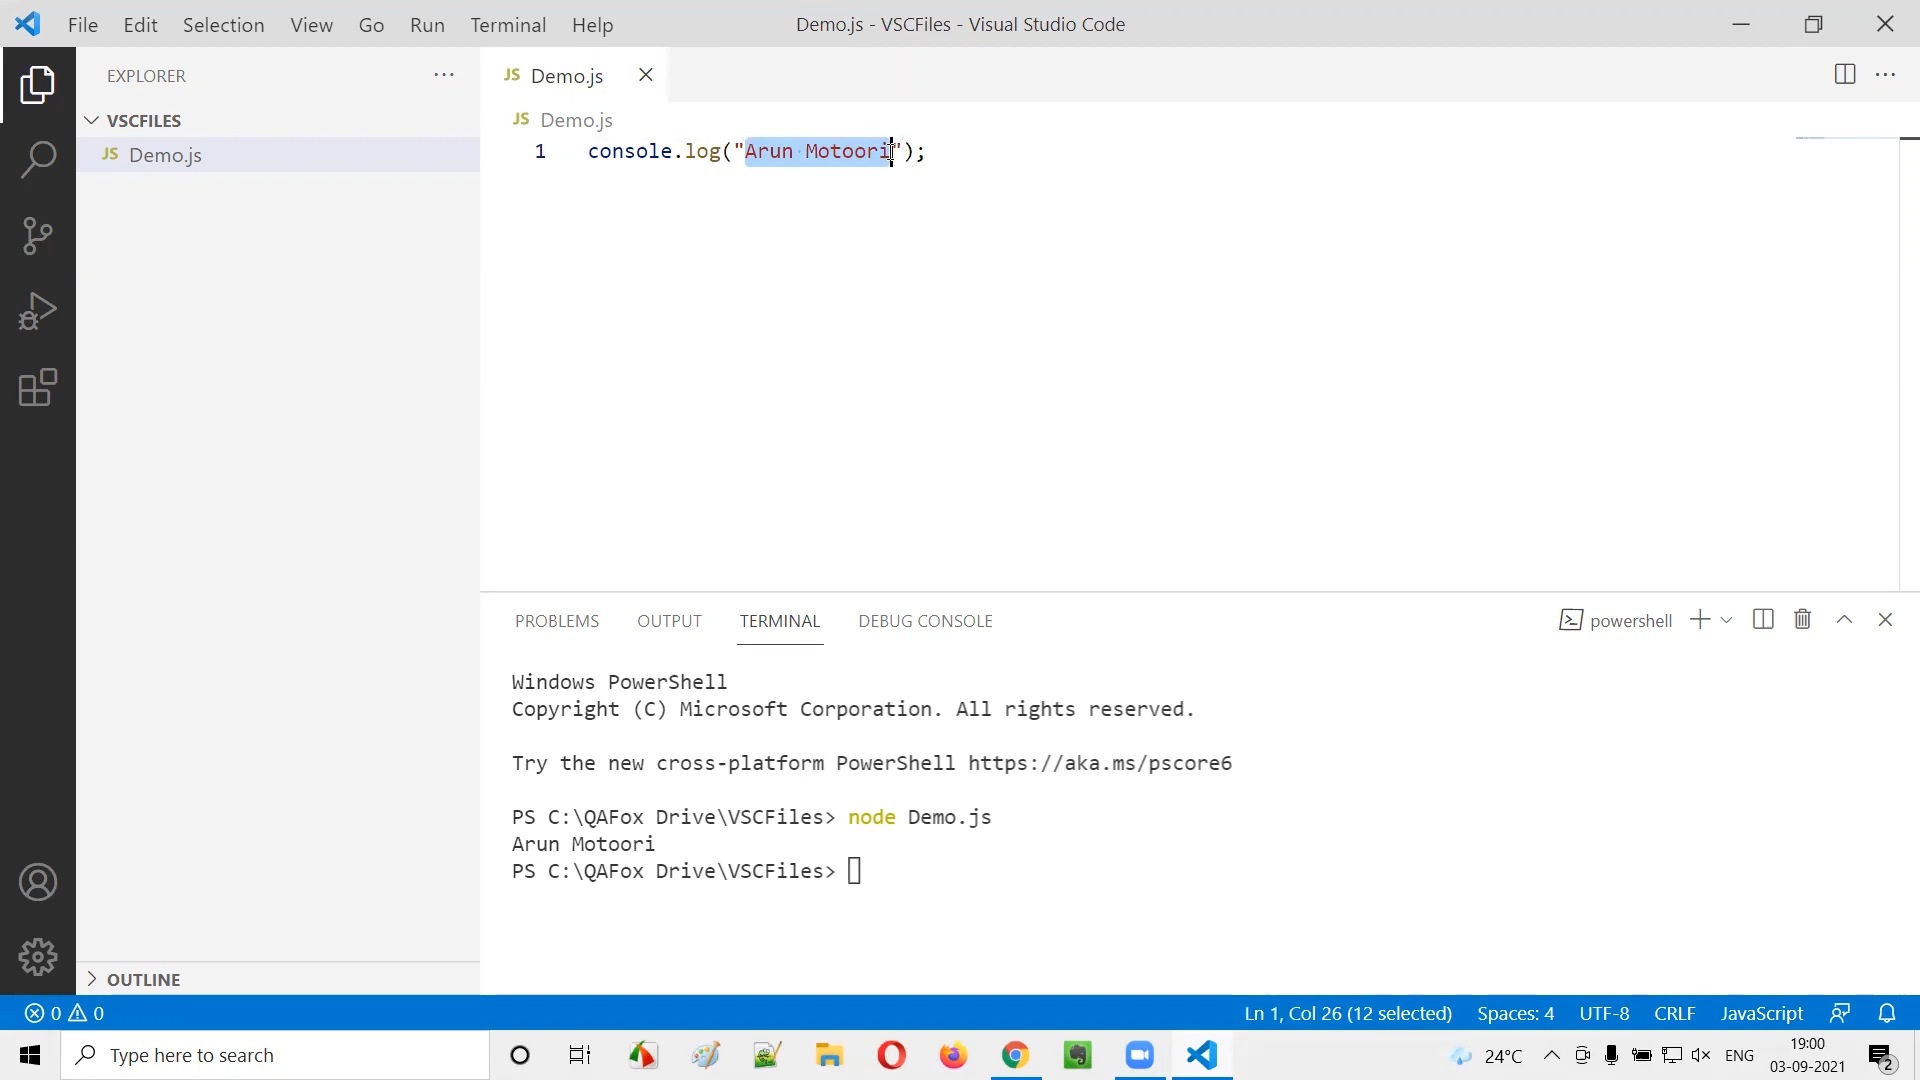 File Edit Selection View Go Run Terminal Help
Demo.js - VSCFiles - Visual Studio Code
EXPLORER
VSCFILES
JS Demo.js
JS Demo.js
JS Demo.js
1 console.log("Arun Motoori");
PROBLEMS OUTPUT TERMINAL DEBUG CONSOLE
powershell
Windows PowerShell
Copyright (C) Microsoft Corporation. All rights reserved.
Try the new cross-platform PowerShell https://aka.ms/pscore6
PS C:\QAFox Drive\VSCFiles> node Demo.js
Arun Motoori
PS C:\QAFox Drive\VSCFiles>
OUTLINE
0 0
Ln 1, Col 26 (12 selected) Spaces: 4 UTF-8 CRLF JavaScript
Type here to search
24°C
ENG
19:00
03-09-2021
2